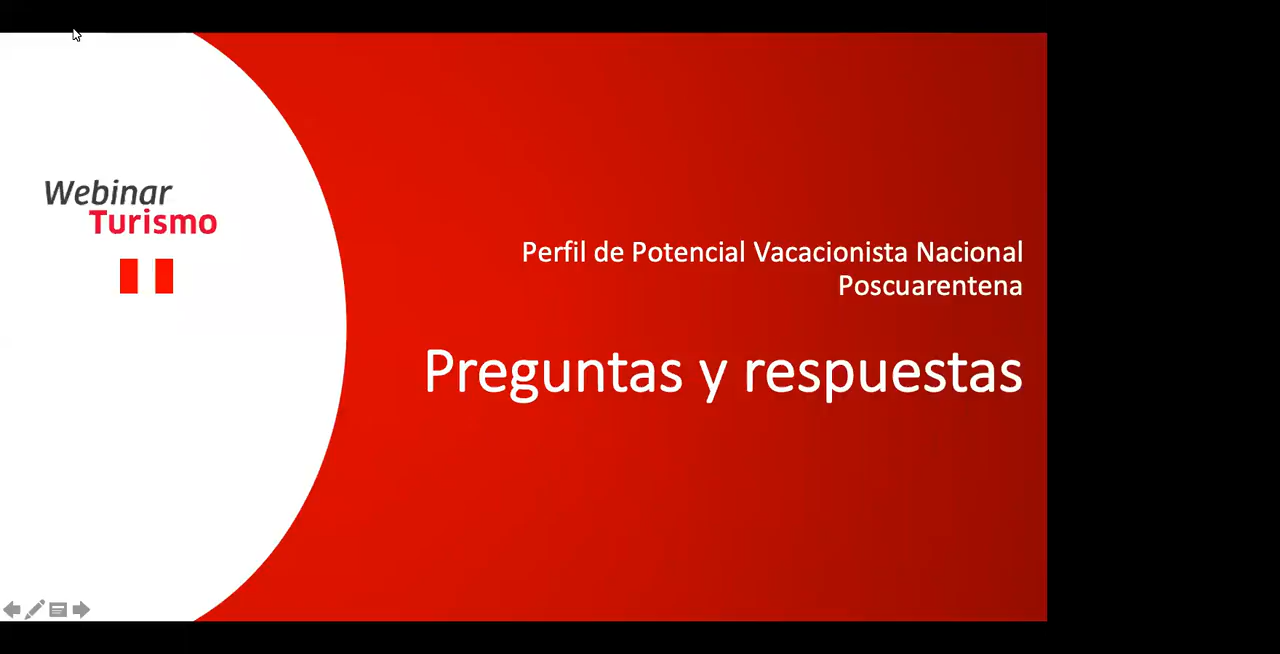 Webinar
Turismo
Perfil de Potencial Vacacionista Nacional
Poscuarentena
Preguntas y respuestas